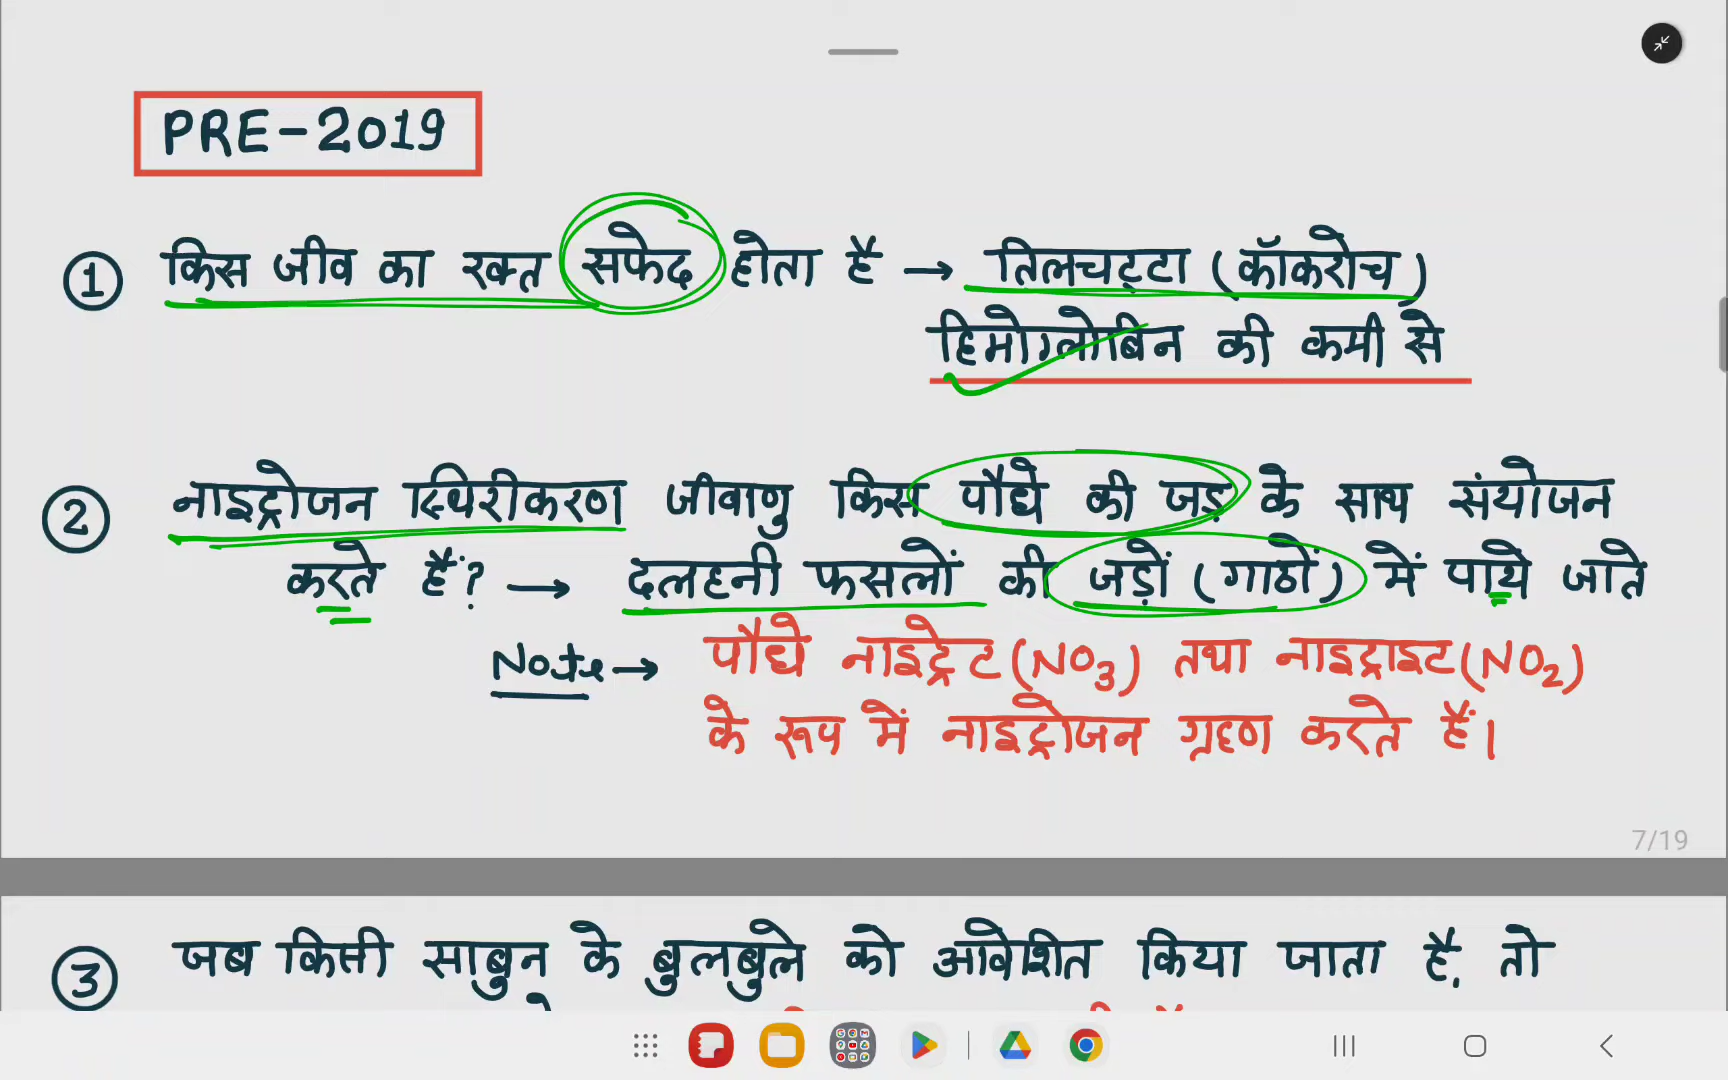 PRE-2019
① किस जीव का रक्त सफेद होता है → तिलचट्टा (कॉकरोच)
हिमोग्लोबिन की कमी से
② नाइट्रोजन स्थिरीकरण जीवाणु किस पौधे की जड़ के साथ संयोजन
करते हैं? → दलहनी फसलों की जड़ों (गाठों) में पाये जाते
Note → पौधे नाइट्रेट (NO3) तथा नाइट्राइट (NO2)
के रूप में नाइट्रोजन ग्रहण करते हैं।
7/19
③ जब किसी साबुन के बुलबुले को आवेशित किया जाता है, तो